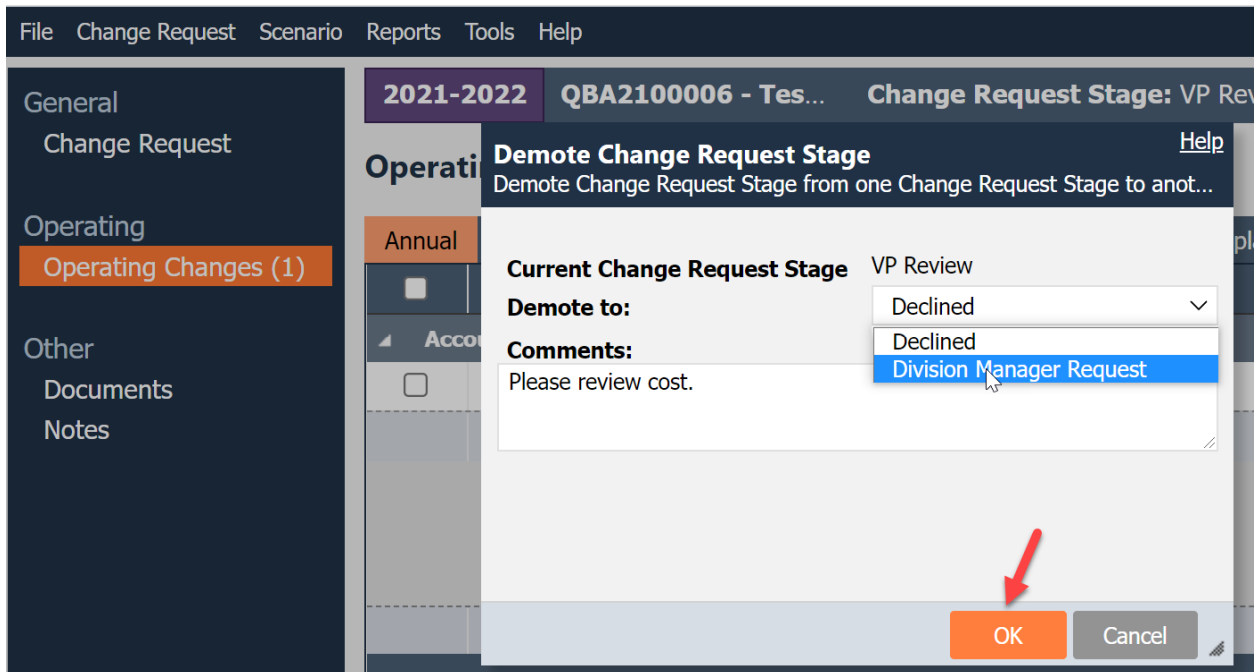 File Change Request Scenario Reports Tools Help
General
Change Request
Operating
Operating Changes (1)
Other
Documents
Notes
2021-2022 QBA2100006 - Tes... Change Request Stage: VP
Annual
Demote Change Request Stage
Help
Demote Change Request Stage from one Change Request Stage to anot...
Current Change Request Stage VP Review
Demote to: Declined
Declined
Division Manager Request
Comments:
Please review cost.
OK Cancel